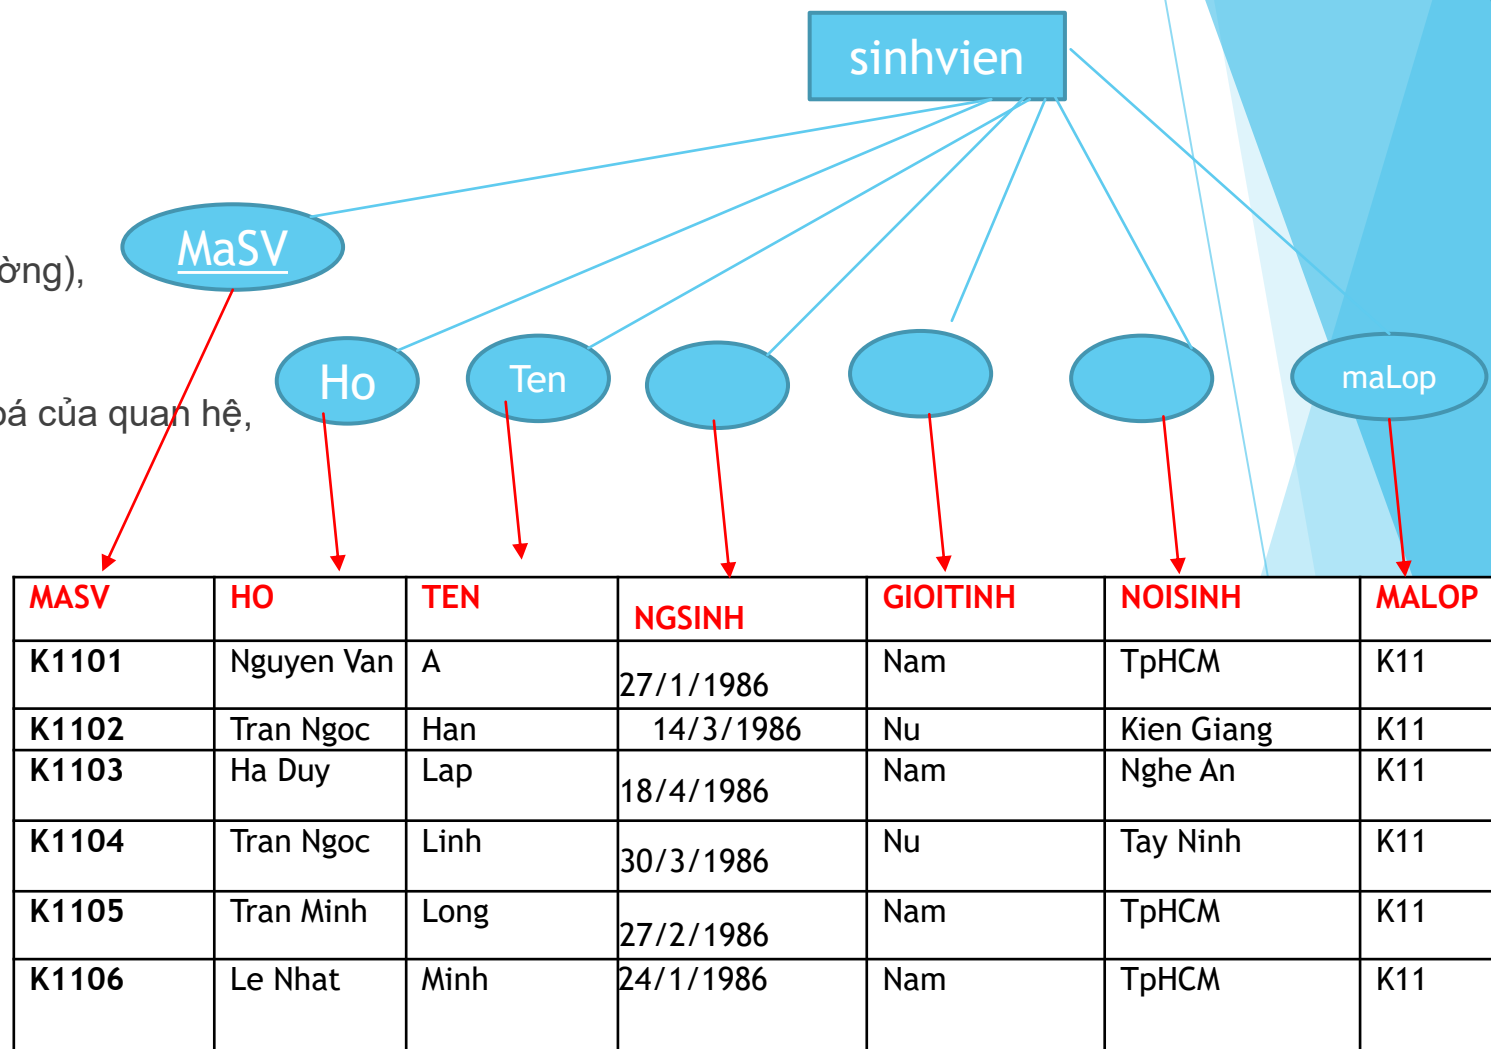 sinhvien
MaSV
ờng),
Ho
Ten
maLop
oá của quan hệ,
MASV HO TEN NGSINH GIOITINH NOISINH MALOP
K1101 Nguyen Van A 27/1/1986 Nam TpHCM K11
K1102 Tran Ngoc Han 14/3/1986 Nu Kien Giang K11
K1103 Ha Duy Lap 18/4/1986 Nam Nghe An K11
K1104 Tran Ngoc Linh 30/3/1986 Nu Tay Ninh K11
K1105 Tran Minh Long 27/2/1986 Nam TpHCM K11
K1106 Le Nhat Minh 24/1/1986 Nam TpHCM K11